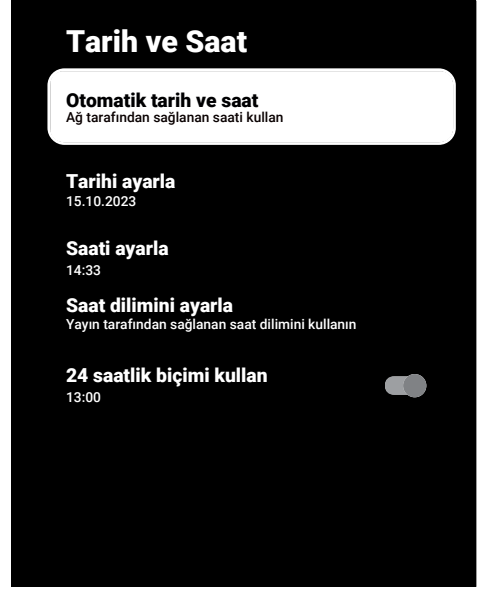 Tarih ve Saat
Otomatik tarih ve saat
Ağ tarafından sağlanan saati kullan
Tarihi ayarla
15.10.2023
Saati ayarla
14:33
Saat dilimini ayarla
Yayın tarafından sağlanan saat dilimini kullanın
24 saatlik biçimi kullan
13:00